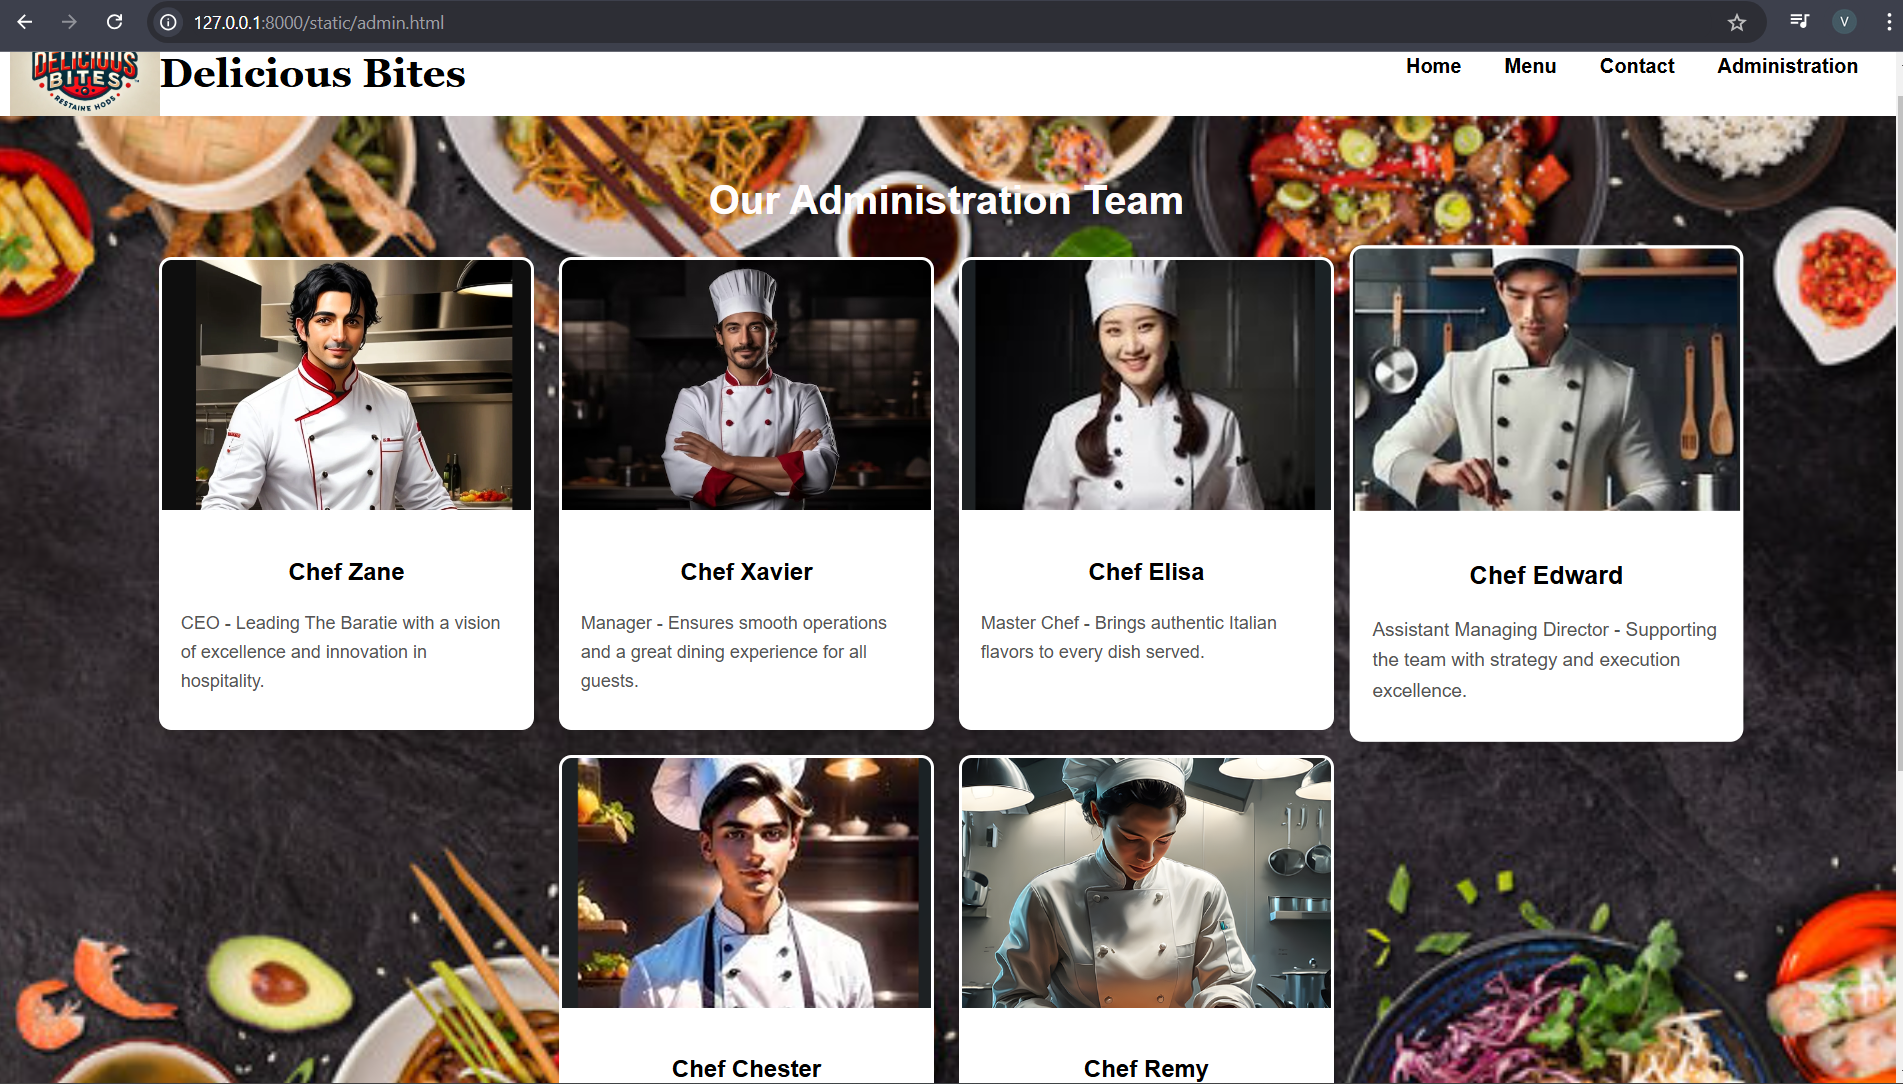 127.0.0.1:8000/static/admin.html
V
DELICIOUS
BITES
RESTAINE HODS
Delicious Bites
Home Menu Contact Administration
Our Administration Team
Chef Zane
CEO - Leading The Baratie with a vision
of excellence and innovation in
hospitality.
Chef Xavier
Manager - Ensures smooth operations
and a great dining experience for all
guests.
Chef Elisa
Master Chef - Brings authentic Italian
flavors to every dish served.
Chef Edward
Assistant Managing Director - Supporting
the team with strategy and execution
excellence.
Chef Chester
Chef Remy